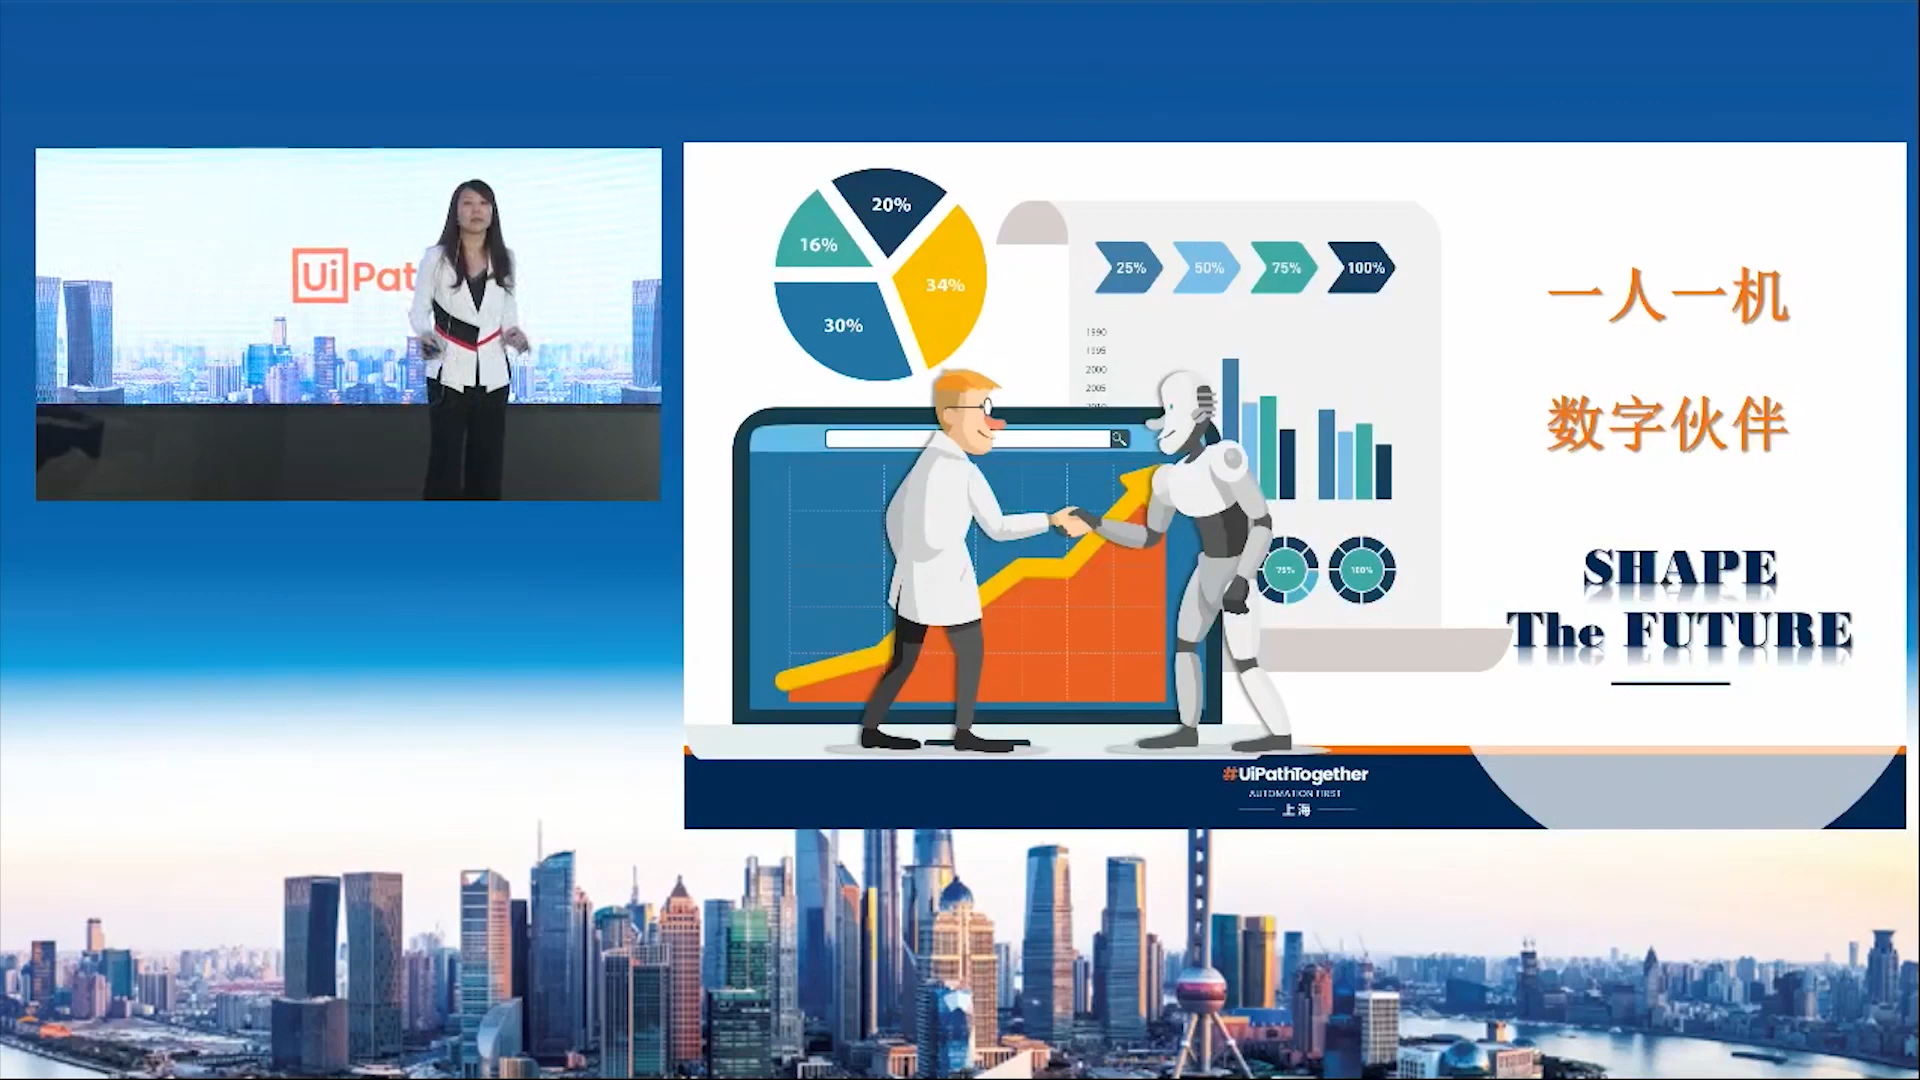 Ui Pat
20%
16%
34%
30%
25% 50% 75% 100%
1990
1995
2000
2005
75% 100%
一人一机
数字伙伴
SHAPE
The FUTURE
#UiPathTogether
AUTOMATION FIRST
上海